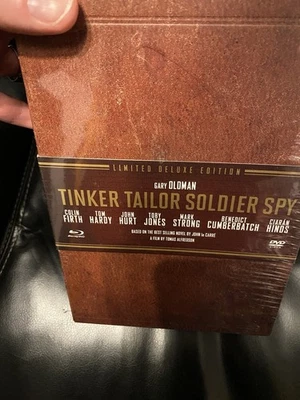 LIMITED DELUXE EDITION
GARY OLDMAN
TINKER TAILOR SOLDIER SPY
COLIN FIRTH TOM HARDY JOHN HURT TOBY JONES MARK STRONG BENEDICT CUMBERBATCH CIARÁN HINDS
BASED ON THE BEST SELLING NOVEL BY JOHN le CARRÉ
A FILM BY TOMAS ALFREDSON
Blu-ray
DVD